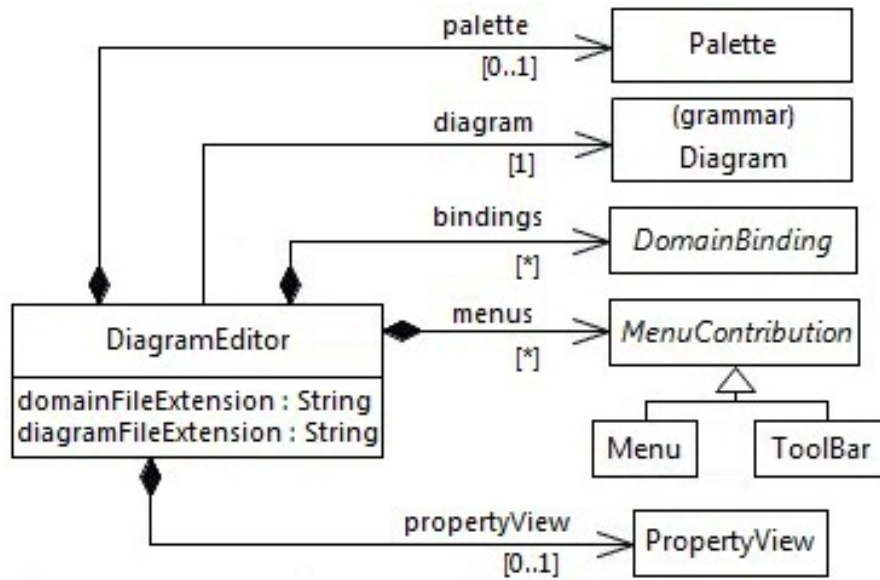 palette
[0..1]
Palette
diagram
[1]
(grammar)
Diagram
bindings
[*]
DomainBinding
DiagramEditor
domainFileExtension : String
diagramFileExtension : String
menus
[*]
MenuContribution
Menu
ToolBar
propertyView
[0..1]
PropertyView